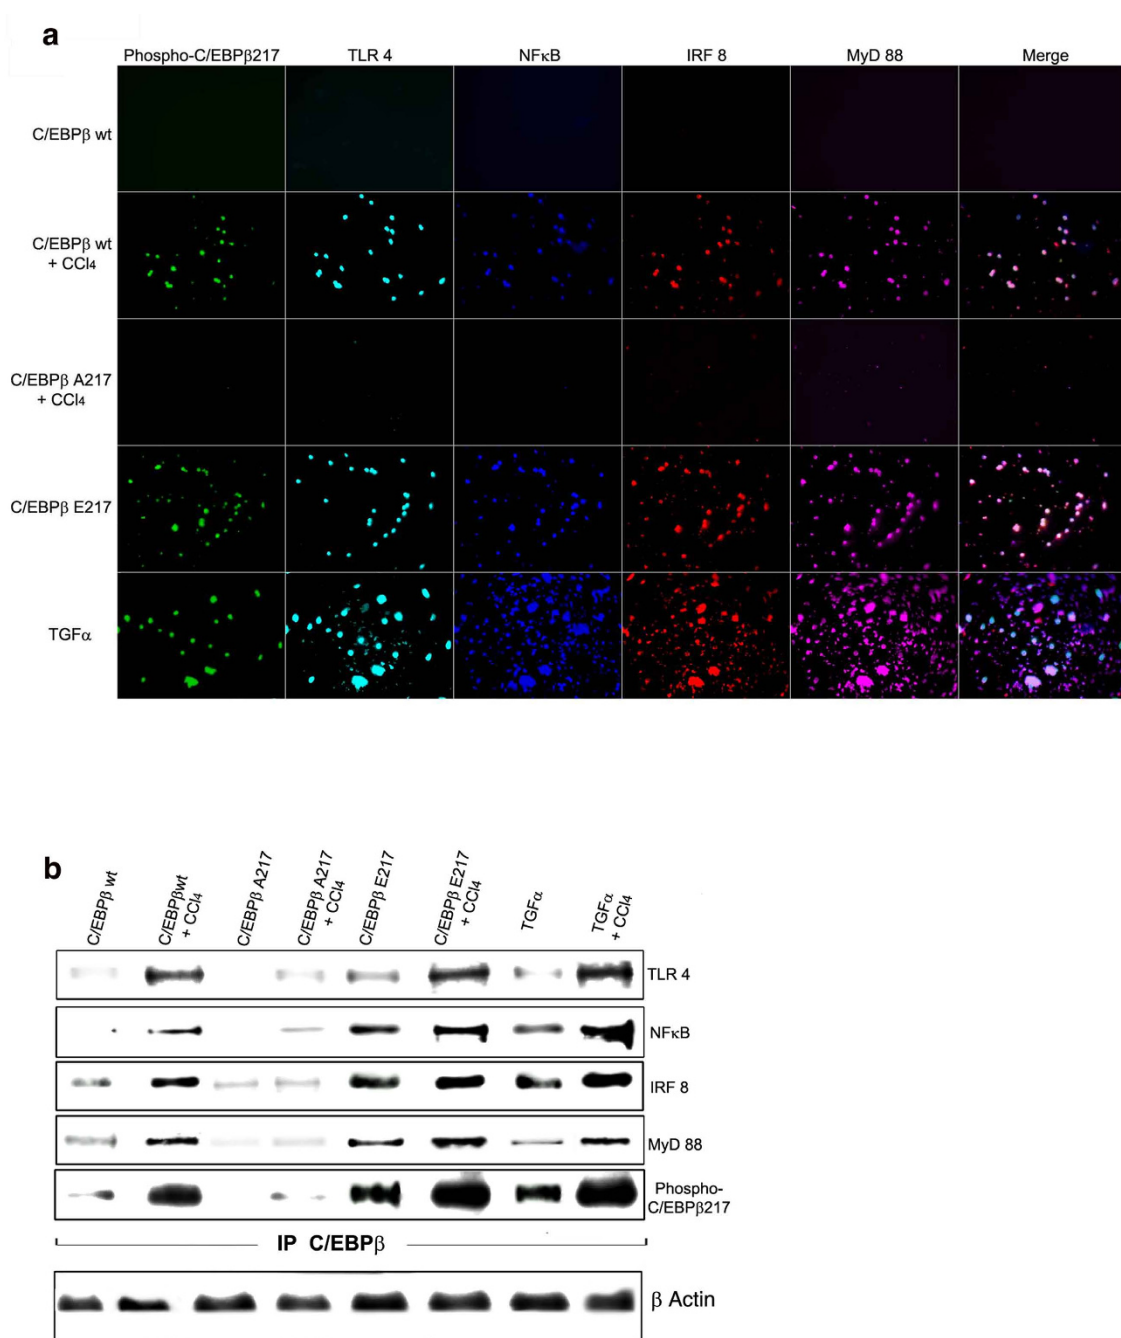 a
Phospho-C/EBPβ217 TLR 4 NFκB IRF 8 MyD 88 Merge
C/EBPβ wt
C/EBPβ wt
+ CCl4
C/EBPβ A217
+ CCl4
C/EBPβ E217
TGFα
b
C/EBPβ wt
C/EBPβwt
+ CCl4
C/EBPβ A217
C/EBPβ A217
+ CCl4
C/EBPβ E217
C/EBPβ E217
+ CCl4
TGFα
TGFα
+ CCl4
TLR 4
NFκB
IRF 8
MyD 88
Phospho-
C/EBPβ217
IP C/EBPβ
β Actin